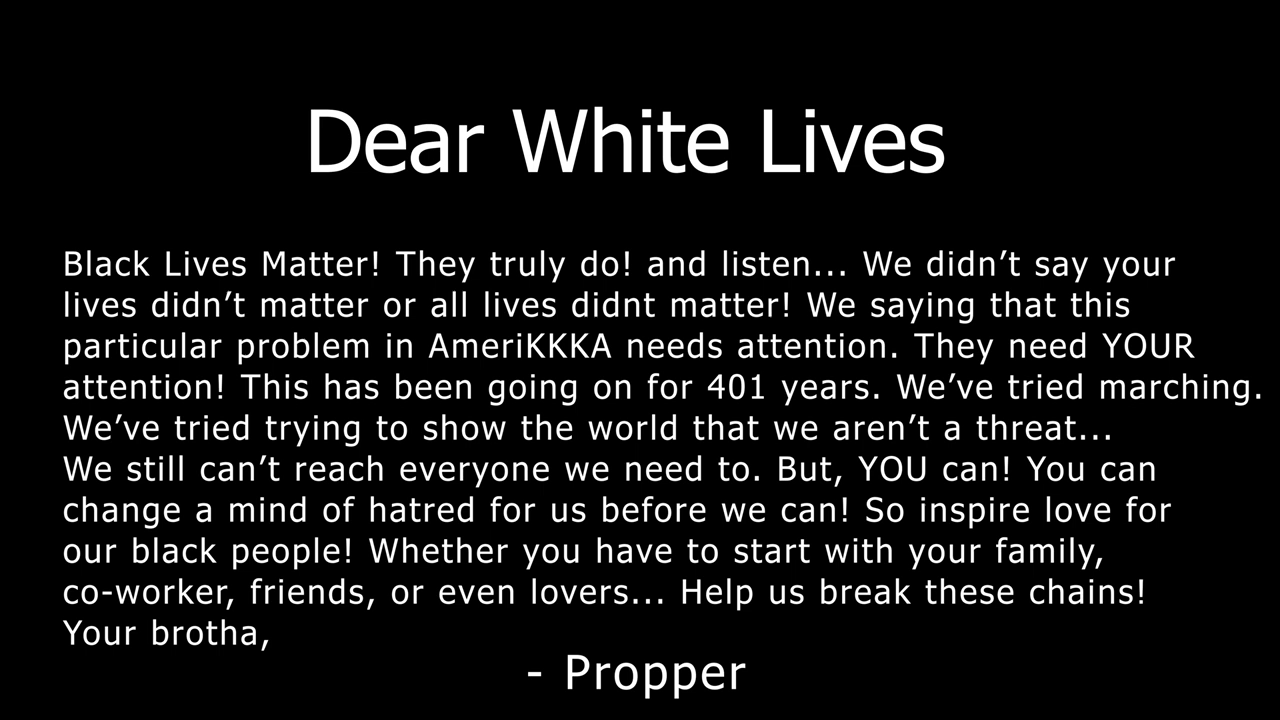 Dear White Lives
Black Lives Matter! They truly do! and listen... We didn’t say your
lives didn’t matter or all lives didnt matter! We saying that this
particular problem in AmeriKKKA needs attention. They need YOUR
attention! This has been going on for 401 years. We’ve tried marching.
We’ve tried trying to show the world that we aren’t a threat...
We still can’t reach everyone we need to. But, YOU can! You can
change a mind of hatred for us before we can! So inspire love for
our black people! Whether you have to start with your family,
co-worker, friends, or even lovers... Help us break these chains!
Your brotha,
- Propper